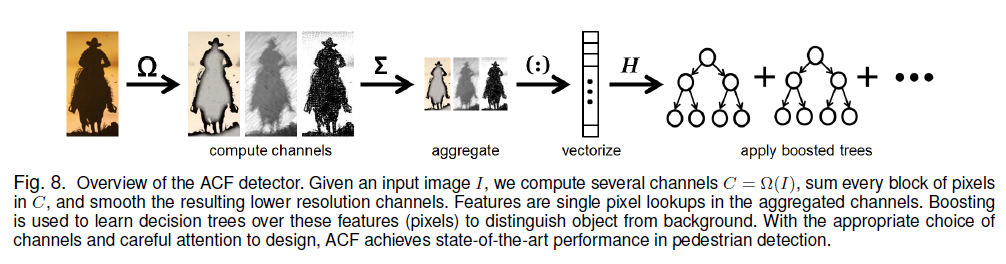 Ω Σ (:) H
+ + •••
compute channels aggregate vectorize apply boosted trees
Fig. 8. Overview of the ACF detector. Given an input image I, we compute several channels C = Ω(I), sum every block of pixels
in C, and smooth the resulting lower resolution channels. Features are single pixel lookups in the aggregated channels. Boosting
is used to learn decision trees over these features (pixels) to distinguish object from background. With the appropriate choice of
channels and careful attention to design, ACF achieves state-of-the-art performance in pedestrian detection.